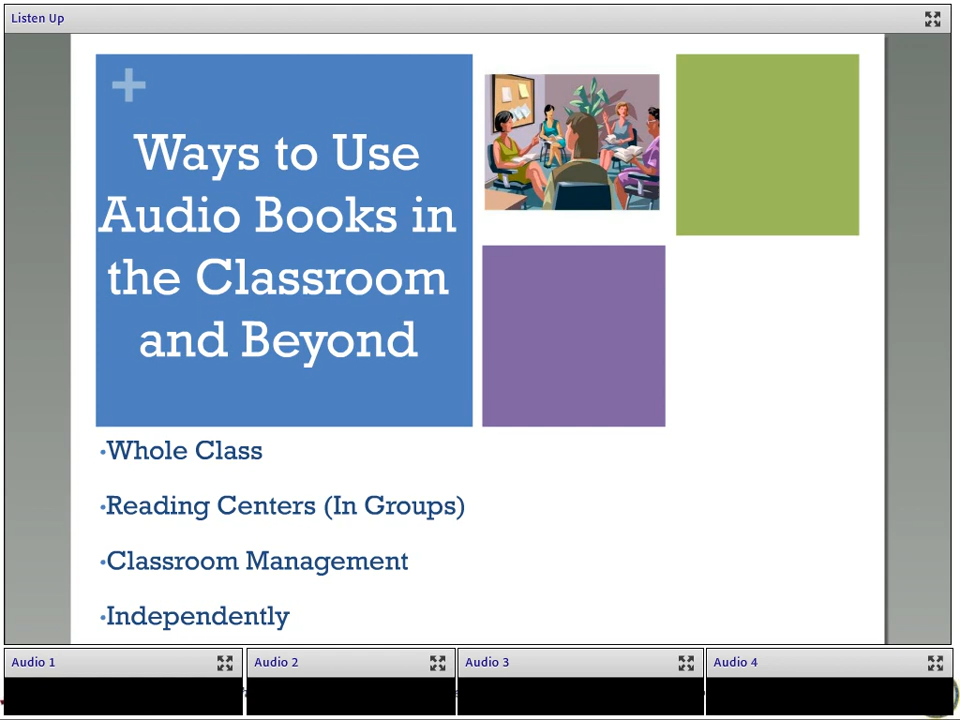 Listen Up
+
Ways to Use
Audio Books in
the Classroom
and Beyond
•Whole Class
•Reading Centers (In Groups)
•Classroom Management
•Independently
Audio 1
Audio 2
Audio 3
Audio 4